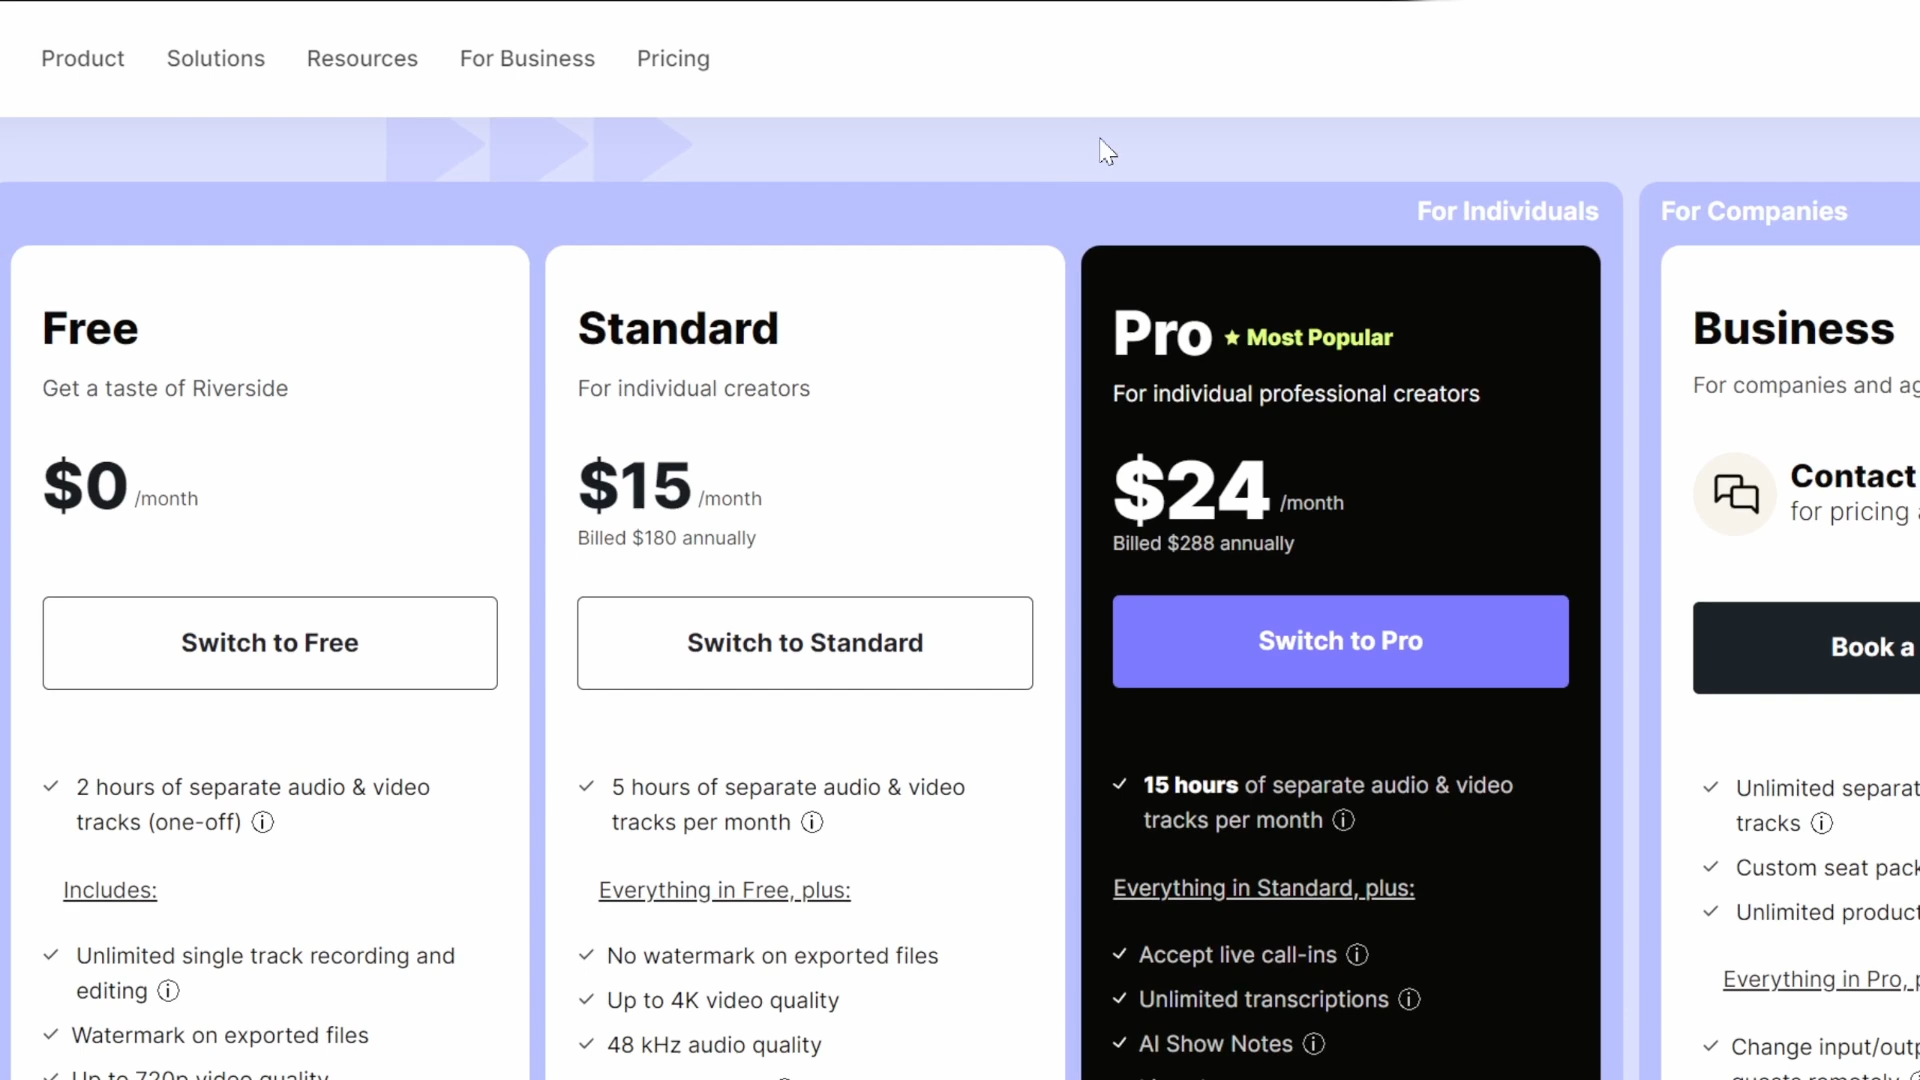 Product Solutions Resources For Business Pricing
For Individuals
For Companies
Free
Get a taste of Riverside
$0 /month
Switch to Free
2 hours of separate audio & video
tracks (one-off)
Includes:
Unlimited single track recording and
editing
Watermark on exported files
Up to 720p video quality
Standard
For individual creators
$15 /month
Billed $180 annually
Switch to Standard
5 hours of separate audio & video
tracks per month
Everything in Free, plus:
No watermark on exported files
Up to 4K video quality
48 kHz audio quality
Pro ★ Most Popular
For individual professional creators
$24 /month
Billed $288 annually
Switch to Pro
15 hours of separate audio & video
tracks per month
Everything in Standard, plus:
Accept live call-ins
Unlimited transcriptions
AI Show Notes
Business
For companies and
Contact
for pricing
Book a
Unlimited
tracks
Custom seat
Unlimited
Everything in Pro,
Change